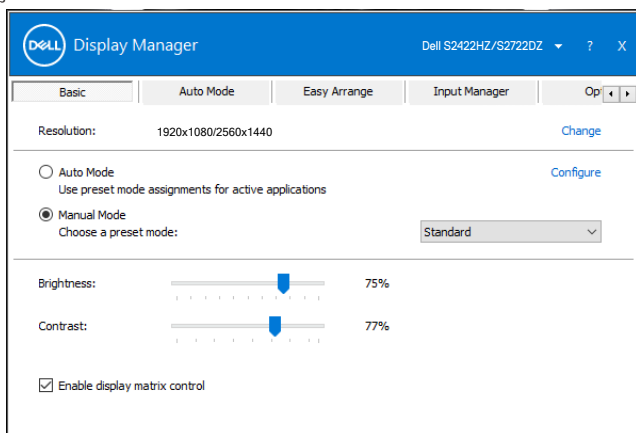 DELL Display Manager Dell S2422HZ/S2722DZ ? X
Basic Auto Mode Easy Arrange Input Manager Op
Resolution: 1920x1080/2560x1440 Change
Auto Mode Configure
Use preset mode assignments for active applications
Manual Mode
Choose a preset mode: Standard
Brightness: 75%
Contrast: 77%
Enable display matrix control